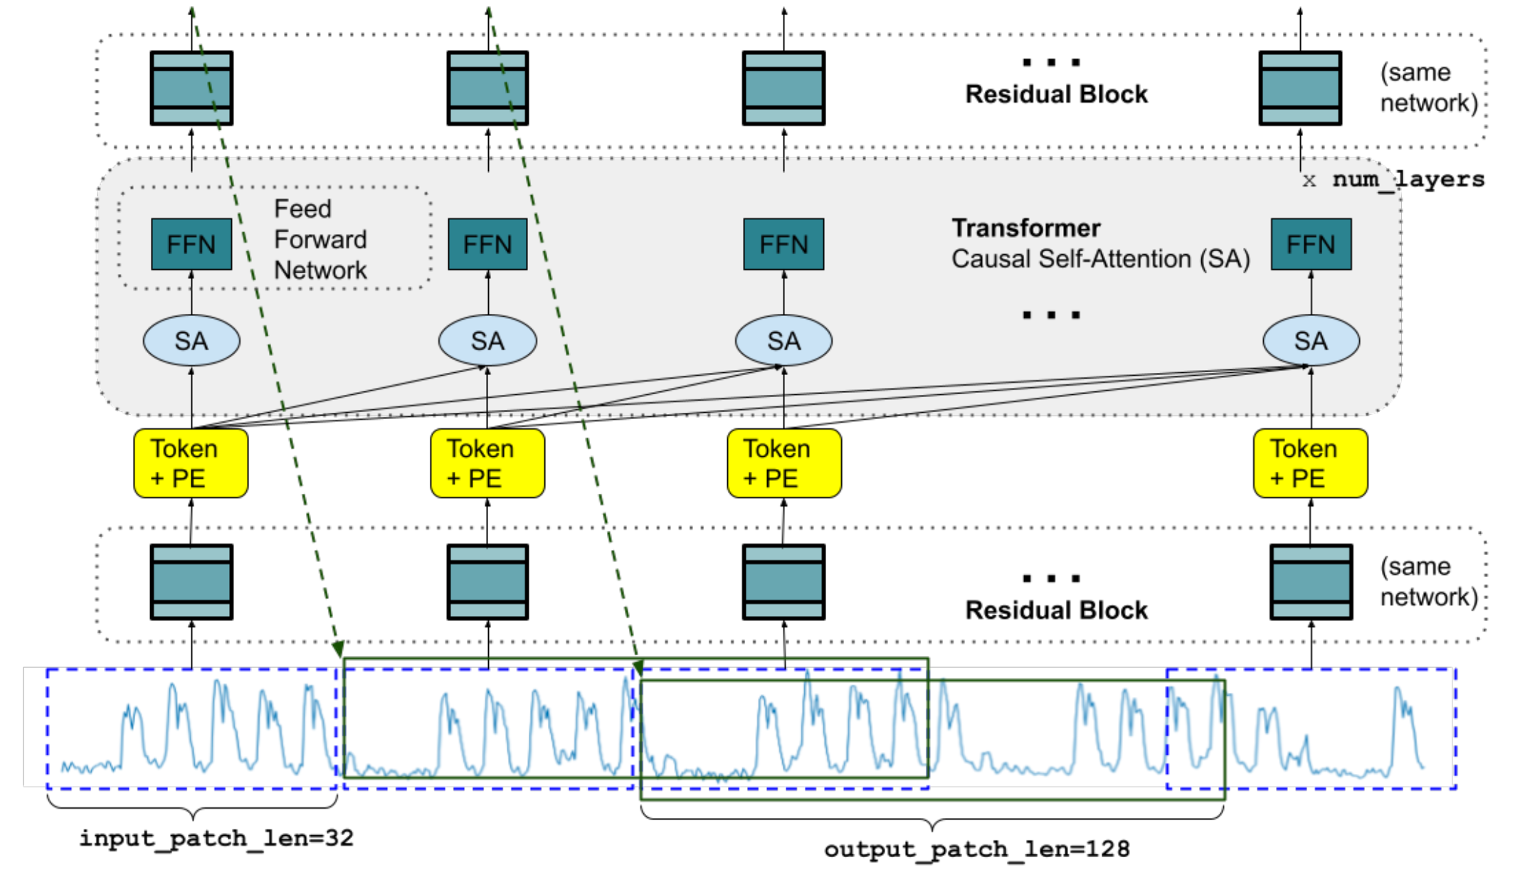 ...
Residual Block
(same
network)
x num_layers
Feed
Forward
Network
FFN
FFN
FFN
FFN
Transformer
Causal Self-Attention (SA)
...
SA
SA
SA
SA
Token
+ PE
Token
+ PE
Token
+ PE
Token
+ PE
...
Residual Block
(same
network)
input_patch_len=32
output_patch_len=128